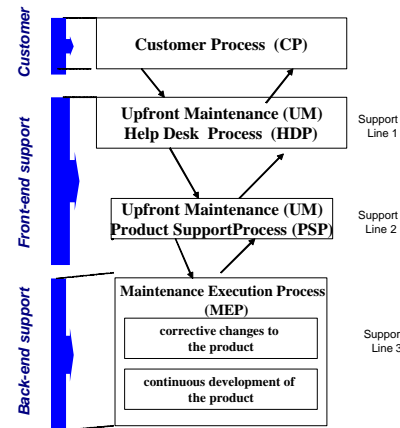 Customer
Customer Process (CP)
Front-end support
Upfront Maintenance (UM)
Help Desk Process (HDP)
Support
Line 1
Upfront Maintenance (UM)
Product SupportProcess (PSP)
Support
Line 2
Back-end support
Maintenance Execution Process
(MEP)
corrective changes to
the product
continuous development of
the product
Support
Line 3